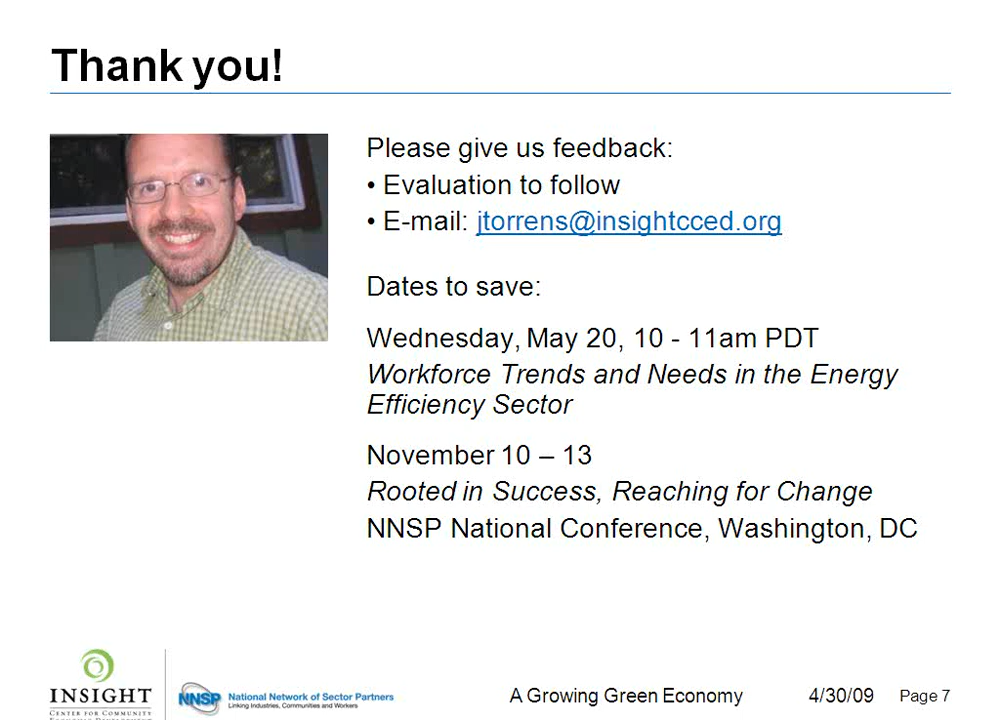 Thank you!
Please give us feedback:
• Evaluation to follow
• E-mail: jtorrens@insightcced.org
Dates to save:
Wednesday, May 20, 10 - 11am PDT
Workforce Trends and Needs in the Energy
Efficiency Sector
November 10 – 13
Rooted in Success, Reaching for Change
NNSP National Conference, Washington, DC
INSIGHT
CENTER FOR COMMUNITY
ECONOMIC DEVELOPMENT
NNSP
National Network of Sector Partners
Linking Industries, Communities and Workers
A Growing Green Economy
4/30/09
Page 7